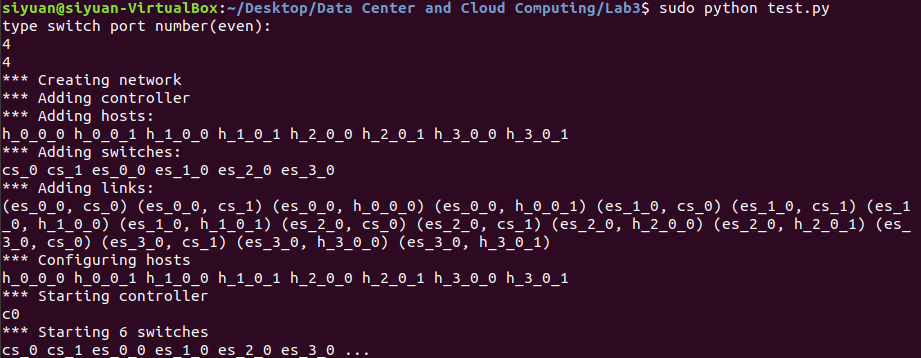 siyuan@siyuan-VirtualBox:~/Desktop/Data Center and Cloud Computing/Lab3$ sudo python test.py
type switch port number(even):
4
4
*** Creating network
*** Adding controller
*** Adding hosts:
h_0_0_0 h_0_0_1 h_1_0_0 h_1_0_1 h_2_0_0 h_2_0_1 h_3_0_0 h_3_0_1
*** Adding switches:
cs_0 cs_1 es_0_0 es_1_0 es_2_0 es_3_0
*** Adding links:
(es_0_0, cs_0) (es_0_0, cs_1) (es_0_0, h_0_0_0) (es_0_0, h_0_0_1) (es_1_0, cs_0) (es_1_0, cs_1) (es_1
_0, h_1_0_0) (es_1_0, h_1_0_1) (es_2_0, cs_0) (es_2_0, cs_1) (es_2_0, h_2_0_0) (es_2_0, h_2_0_1) (es_
3_0, cs_0) (es_3_0, cs_1) (es_3_0, h_3_0_0) (es_3_0, h_3_0_1)
*** Configuring hosts
h_0_0_0 h_0_0_1 h_1_0_0 h_1_0_1 h_2_0_0 h_2_0_1 h_3_0_0 h_3_0_1
*** Starting controller
c0
*** Starting 6 switches
cs_0 cs_1 es_0_0 es_1_0 es_2_0 es_3_0 ...